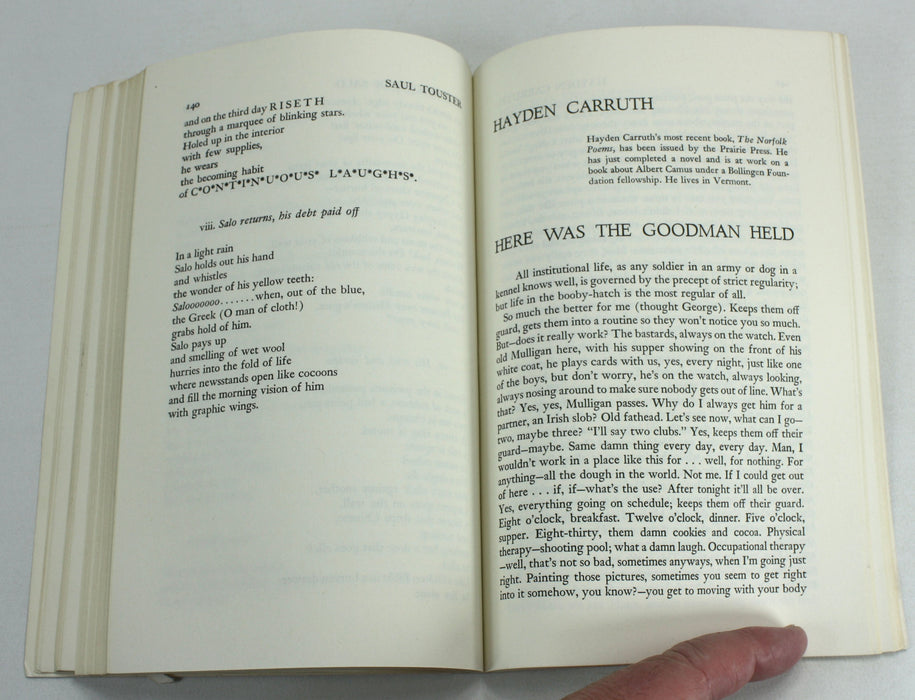 140
SAUL TOUSTER
and on the third day RISETH
through a marquee of blinking stars.
Holed up in the interior
with few supplies,
he wears
the becoming habit
of C*O*N*T*I*N*U*O*U*S* L*A*U*G*H*S*.
viii. Salo returns, his debt paid off
In a light rain
Salo holds out his hand
and whistles
the wonder of his yellow teeth:
Salooooooo.......when, out of the blue,
the Greek (O man of cloth!)
grabs hold of him.
Salo pays up
and smelling of wet wool
hurries into the fold of life
where newsstands open like cocoons
and fill the morning vision of him
with graphic wings.
HAYDEN CARRUTH
Hayden Carruth's most recent book, The Norfolk
Poems, has been issued by the Prairie Press. He
has just completed a novel and is at work on a
book about Albert Camus under a Bollingen Foun-
dation fellowship. He lives in Vermont.
HERE WAS THE GOODMAN HELD
All institutional life, as any soldier in an army or dog in a
kennel knows well, is governed by the precept of strict regularity;
but life in the booby-hatch is the most regular of all.
So much the better for me (thought George). Keeps them off
guard, gets them into a routine so they won't notice you so much.
But—does it really work? The bastards, always on the watch. Even
old Mulligan here, with his supper showing on the front of his
white coat, he plays cards with us, yes, every night, just like one
of the boys, but don't worry, he's on the watch, always looking,
always nosing around to make sure nobody gets out of line. What's
that? Yes, yes, Mulligan passes. Why do I always get him for a
partner, an Irish slob? Old fathead. Let's see now, what can I go—
two, maybe three? "I'll say two clubs." Yes, keeps them off their
guard—maybe. Same damn thing every day, every day. Man, I
wouldn't work in a place like this for . . . well, for nothing. For
anything—all the dough in the world. Not me. If I could get out
of here . . . if, if—what's the use? After tonight it'll all be over.
Yes, everything going on schedule; keeps them off their guard.
Eight o'clock, breakfast. Twelve o'clock, dinner. Five o'clock,
supper. Eight-thirty, them damn cookies and cocoa. Physical
therapy—shooting pool; what a damn laugh. Occupational therapy
—well, that's not so bad, sometimes anyways, when I'm going just
right. Painting those pictures, sometimes you seem to get right
into it somehow, you know?—you get to moving with your body